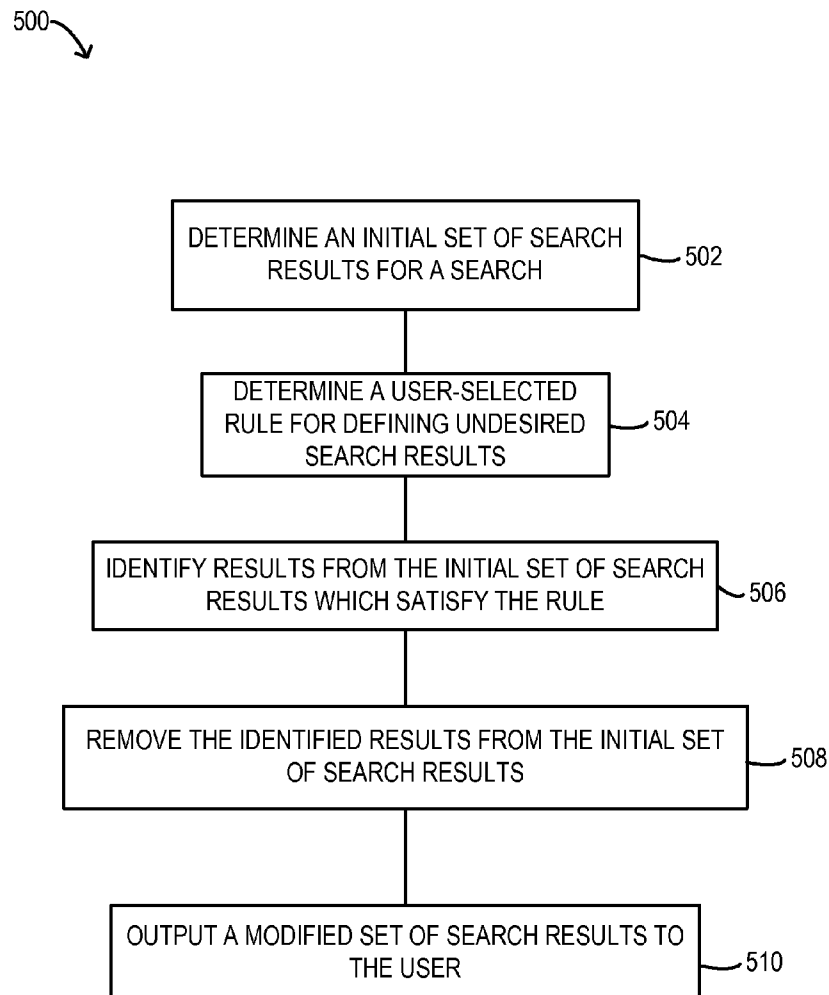 500
DETERMINE AN INITIAL SET OF SEARCH
RESULTS FOR A SEARCH
502
DETERMINE A USER-SELECTED
RULE FOR DEFINING UNDESIRED
SEARCH RESULTS
504
IDENTIFY RESULTS FROM THE INITIAL SET OF SEARCH
RESULTS WHICH SATISFY THE RULE
506
REMOVE THE IDENTIFIED RESULTS FROM THE INITIAL SET
OF SEARCH RESULTS
508
OUTPUT A MODIFIED SET OF SEARCH RESULTS TO
THE USER
510